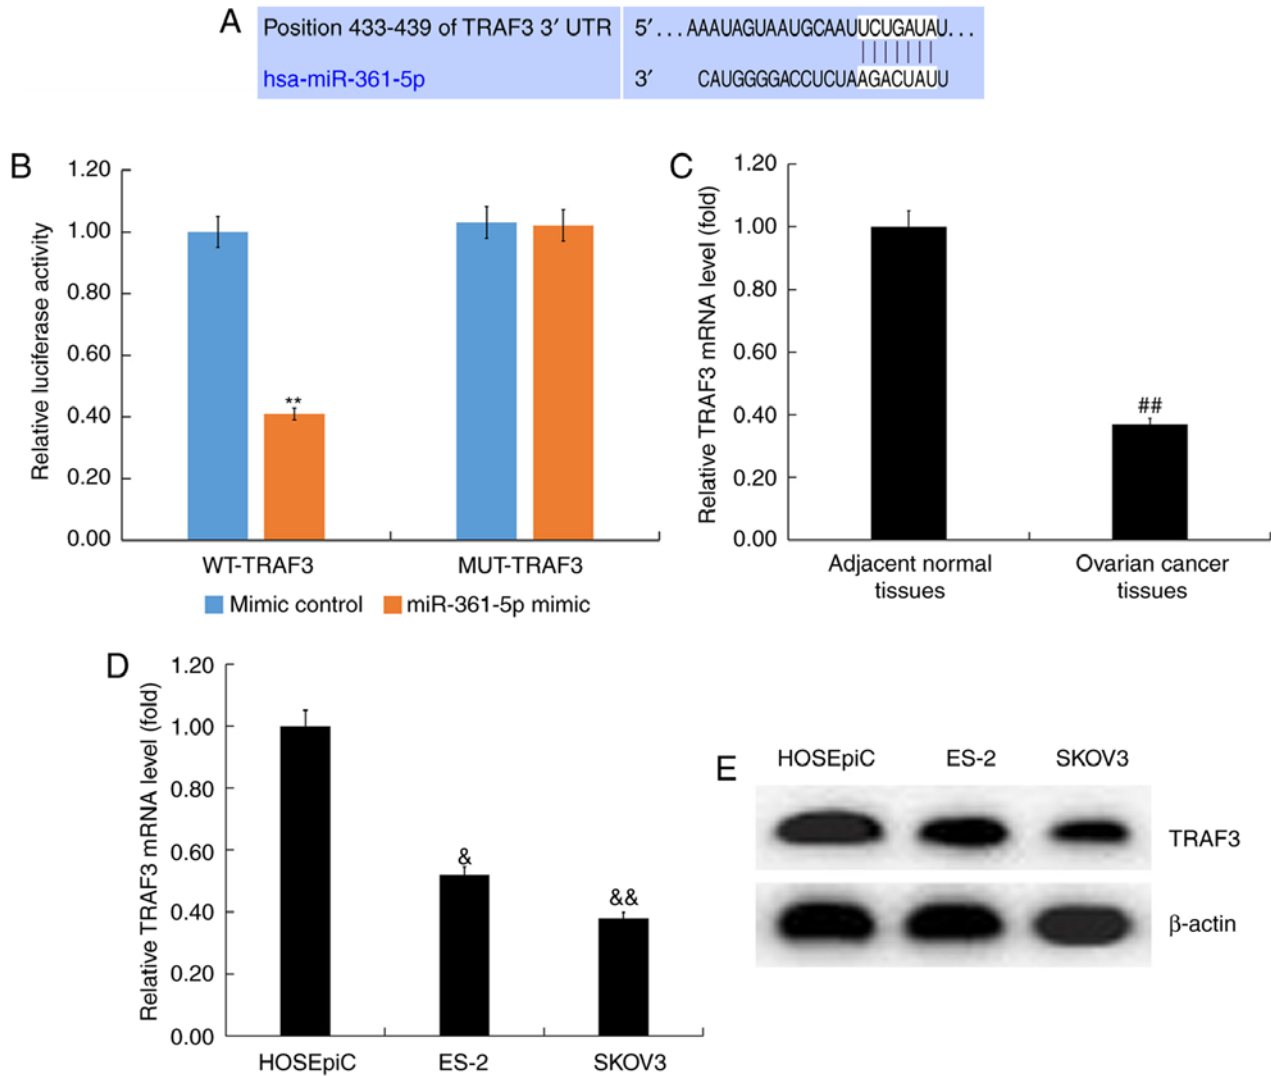 A
Position 433-439 of TRAF3 3′ UTR
5′ ...AAAUAGUAAUGCAAUUCUGAUAU...
hsa-miR-361-5p
3′ CAUGGGGACCUCUAAGACUAUU
B
Relative luciferase activity
1.20
1.00
0.80
0.60
0.40
0.20
0.00
**
WT-TRAF3
MUT-TRAF3
Mimic control
miR-361-5p mimic
C
Relative TRAF3 mRNA level (fold)
1.20
1.00
0.80
0.60
0.40
0.20
0.00
##
Adjacent normal
tissues
Ovarian cancer
tissues
D
Relative TRAF3 mRNA level (fold)
1.20
1.00
0.80
0.60
0.40
0.20
0.00
&
&&
HOSEpiC
ES-2
SKOV3
E
HOSEpiC
ES-2
SKOV3
TRAF3
β-actin